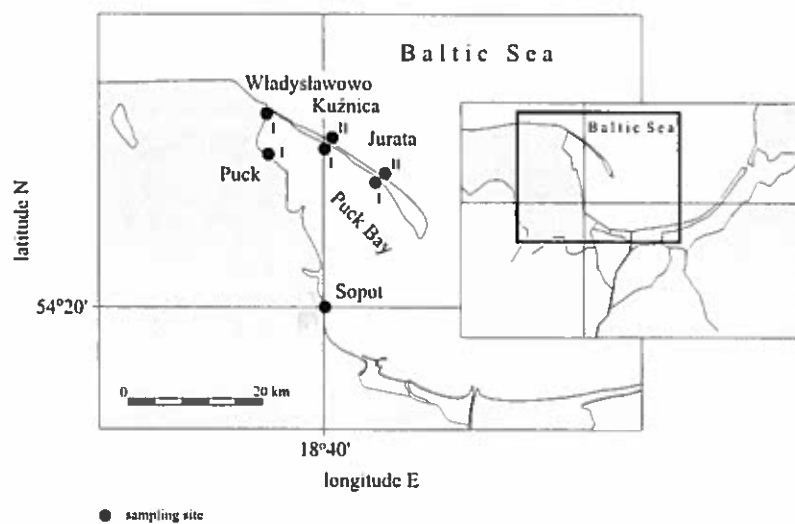 Baltic Sea
Władysławowo
Kuźnica
II
Jurata
I
II
I
I
Puck
I
Puck Bay
Baltic Sea
latitude N
Sopot
54°20'
0 20 km
18°40'
longitude E
sampling site